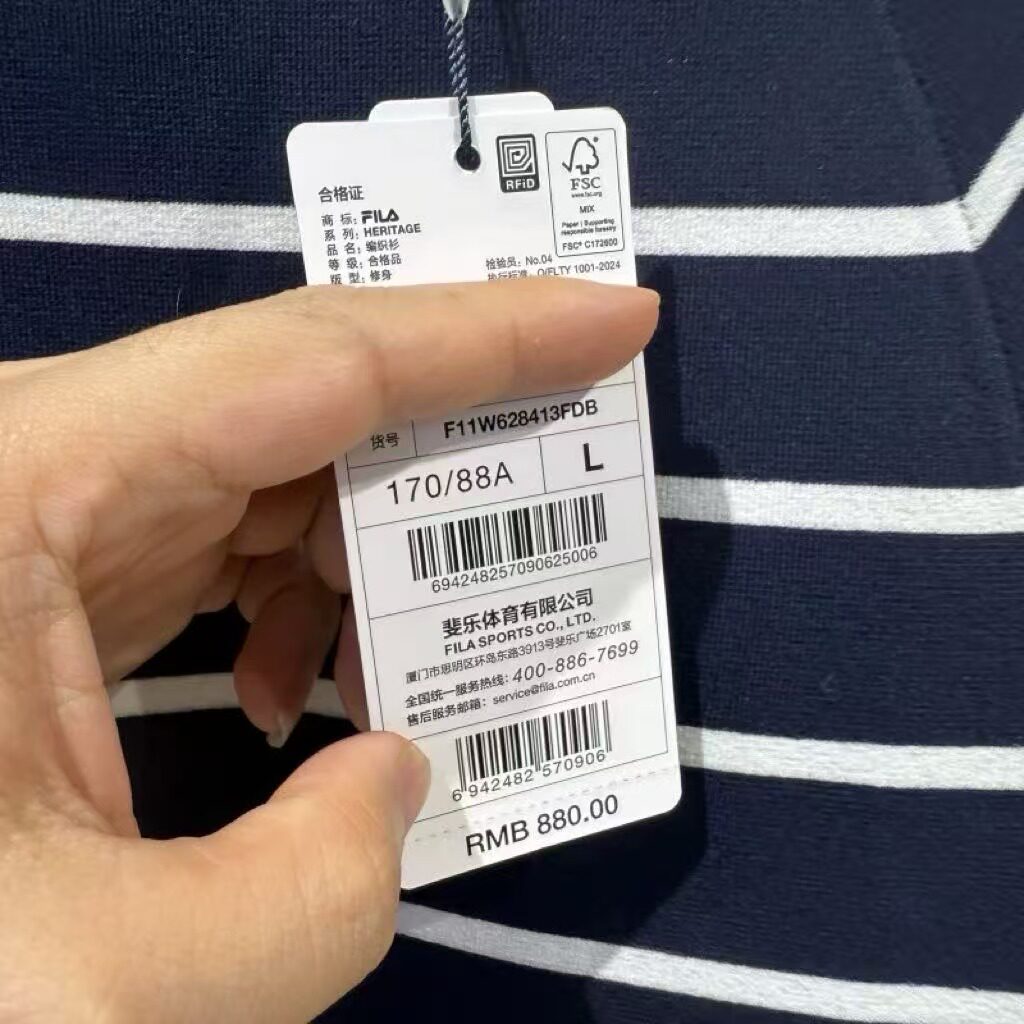 RFiD
FSC
www.fsc.org
MIX
Paper | Supporting
responsible forestry
FSC® C172600
合格证
商 标：FILA
系 列：HERITAGE
品 名：编织衫
等 级：合格品
版 型：修身
检验员：No.04
执行标准：Q/FLTY 1001-2024
货号 F11W628413FDB
170/88A L
694248257090625006
斐乐体育有限公司
FILA SPORTS CO., LTD.
厦门市思明区环岛东路3913号斐乐广场2701室
全国统一服务热线：400-886-7699
售后服务邮箱：service@fila.com.cn
6 942482 570906
RMB 880.00